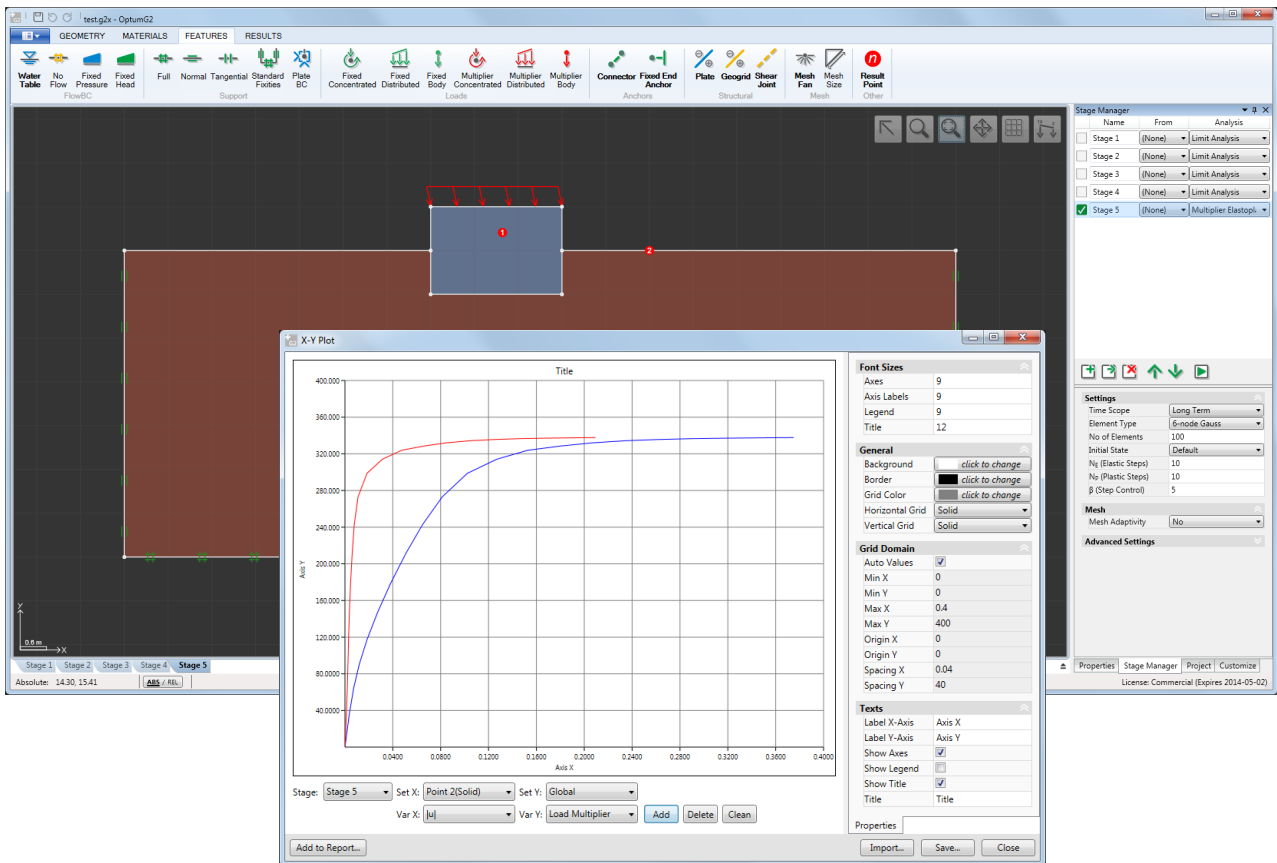 test.g2x - OptumG2
GEOMETRY MATERIALS FEATURES RESULTS
Water Table No Flow Fixed Pressure Fixed Head Full Normal Tangential Standard Fixities Plate BC Fixed Concentrated Fixed Distributed Fixed Body Multiplier Concentrated Multiplier Distributed Multiplier Body Connector Fixed End Anchor Plate Geogrid Shear Joint Mesh Fan Mesh Size n Result Point
FlowBC Support Loads Anchors Structural Mesh Other
Stage Manager
Name From Analysis
Stage 1 (None) Limit Analysis
Stage 2 (None) Limit Analysis
Stage 3 (None) Limit Analysis
Stage 4 (None) Limit Analysis
Stage 5 (None) Multiplier Elastopl
1
2
Settings
Time Scope Long Term
Element Type 6-node Gauss
No of Elements 100
Initial State Default
NE (Elastic Steps) 10
NP (Plastic Steps) 10
β (Step Control) 5
Mesh
Mesh Adaptivity No
Advanced Settings
Properties Stage Manager Project Customize
License: Commercial (Expires 2014-05-02)
Y
0.6 m
X
Stage 1 Stage 2 Stage 3 Stage 4 Stage 5
Absolute: 14.30, 15.41 ABS / REL
X-Y Plot
Title
400.000
360.000
320.000
280.000
240.000
200.000
160.000
120.000
80.0000
40.0000
Axis Y
0.0400 0.0800 0.1200 0.1600 0.2000 0.2400 0.2800 0.3200 0.3600 0.4000
Axis X
Stage: Stage 5 Set X: Point 2(Solid) Set Y: Global
Var X: |u| Var Y: Load Multiplier Add Delete Clean
Font Sizes
Axes 9
Axis Labels 9
Legend 9
Title 12
General
Background click to change
Border click to change
Grid Color click to change
Horizontal Grid Solid
Vertical Grid Solid
Grid Domain
Auto Values
Min X 0
Min Y 0
Max X 0.4
Max Y 400
Origin X 0
Origin Y 0
Spacing X 0.04
Spacing Y 40
Texts
Label X-Axis Axis X
Label Y-Axis Axis Y
Show Axes
Show Legend
Show Title
Title Title
Properties
Add to Report... Import... Save... Close